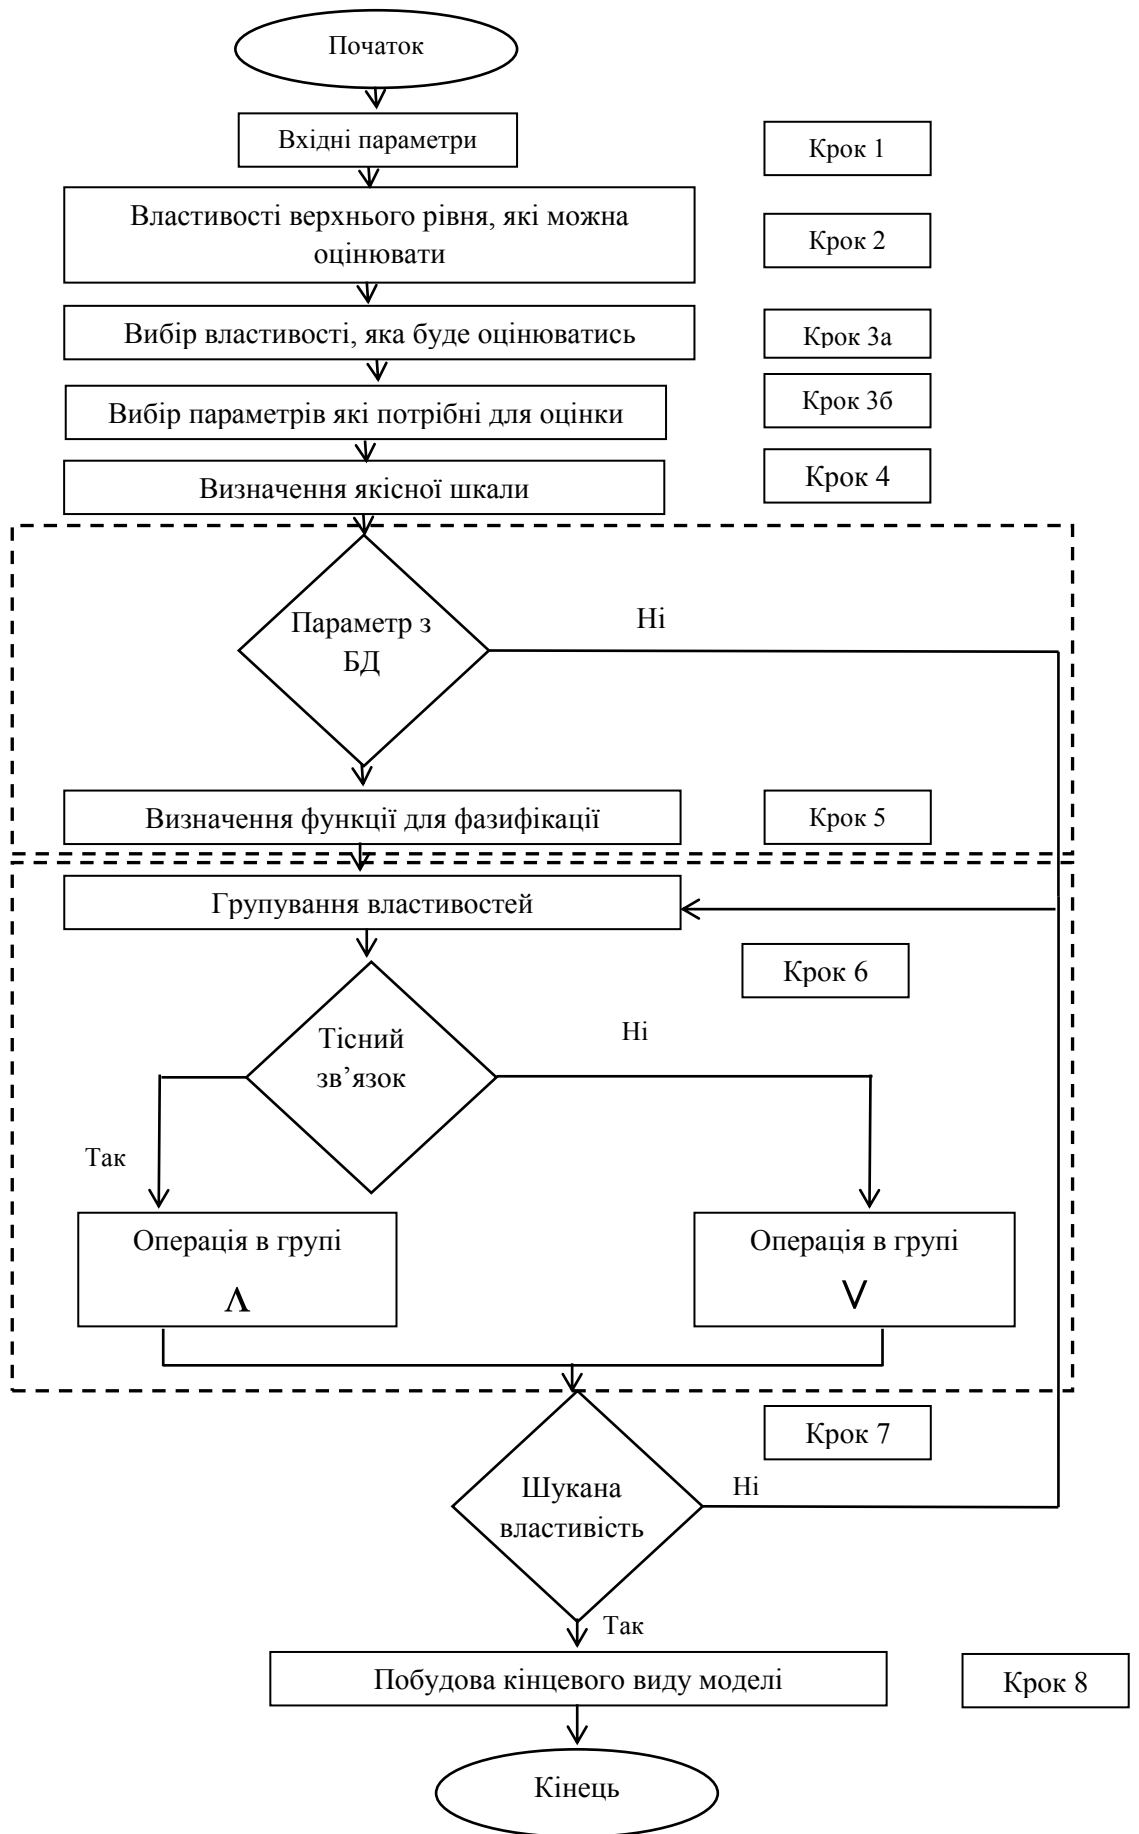 Початок
Вхідні параметри
Крок 1
Властивості верхнього рівня, які можна
оцінювати
Крок 2
Вибір властивості, яка буде оцінюватись
Крок 3а
Вибір параметрів які потрібні для оцінки
Крок 3б
Визначення якісної шкали
Крок 4
Параметр з
БД
Ні
Визначення функції для фазифікації
Крок 5
Групування властивостей
Крок 6
Тісний
зв’язок
Ні
Так
Операція в групі
Λ
Операція в групі
V
Крок 7
Шукана
властивість
Ні
Так
Побудова кінцевого виду моделі
Крок 8
Кінець